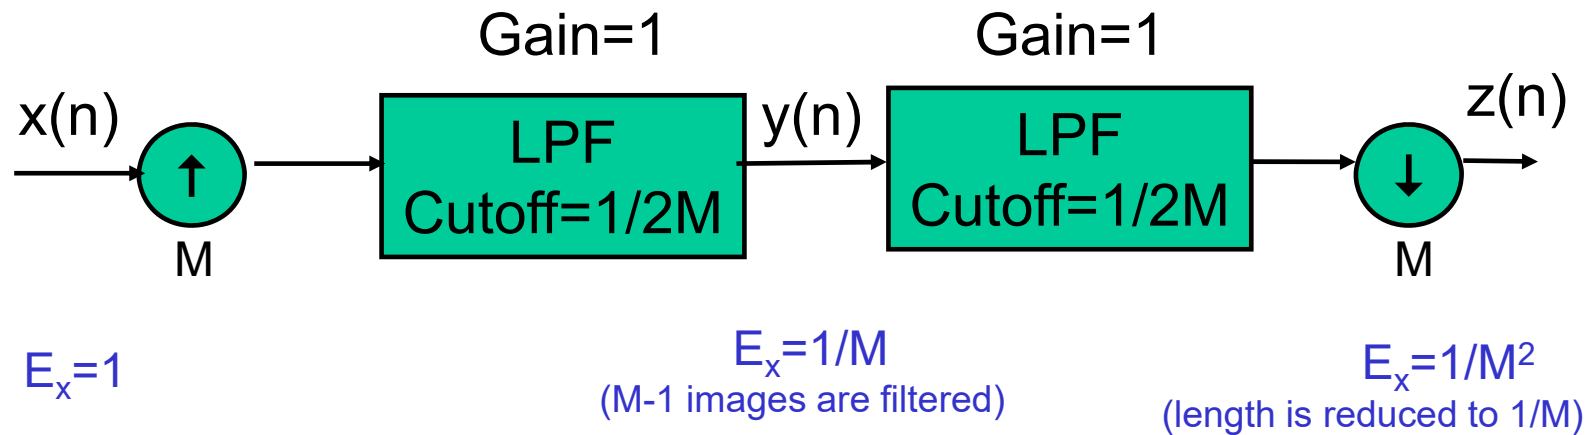 Gain=1
Gain=1
x(n)
↑
M
LPF
Cutoff=1/2M
y(n)
LPF
Cutoff=1/2M
↓
M
z(n)
Eₓ=1
Eₓ=1/M
(M-1 images are filtered)
Eₓ=1/M²
(length is reduced to 1/M)